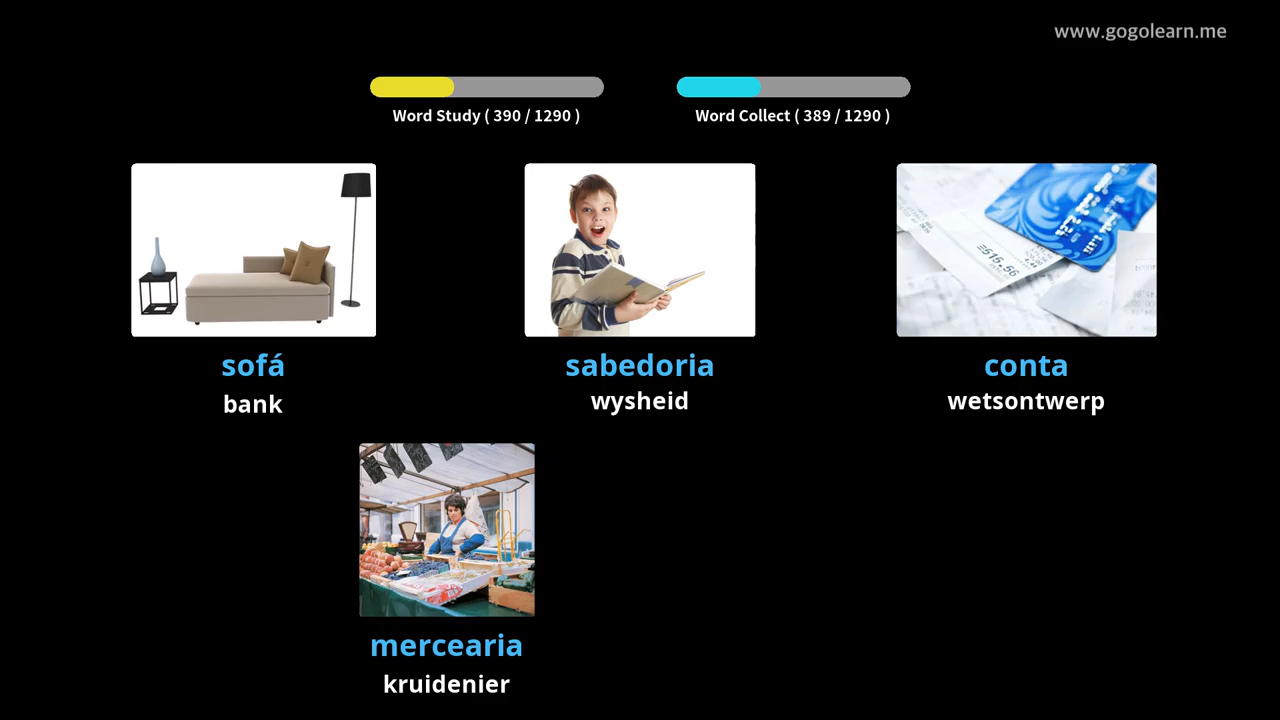 www.gogolearn.me
Word Study ( 390 / 1290 )
Word Collect ( 389 / 1290 )
sofá
bank
sabedoria
wysheid
conta
wetsontwerp
mercearia
kruidenier